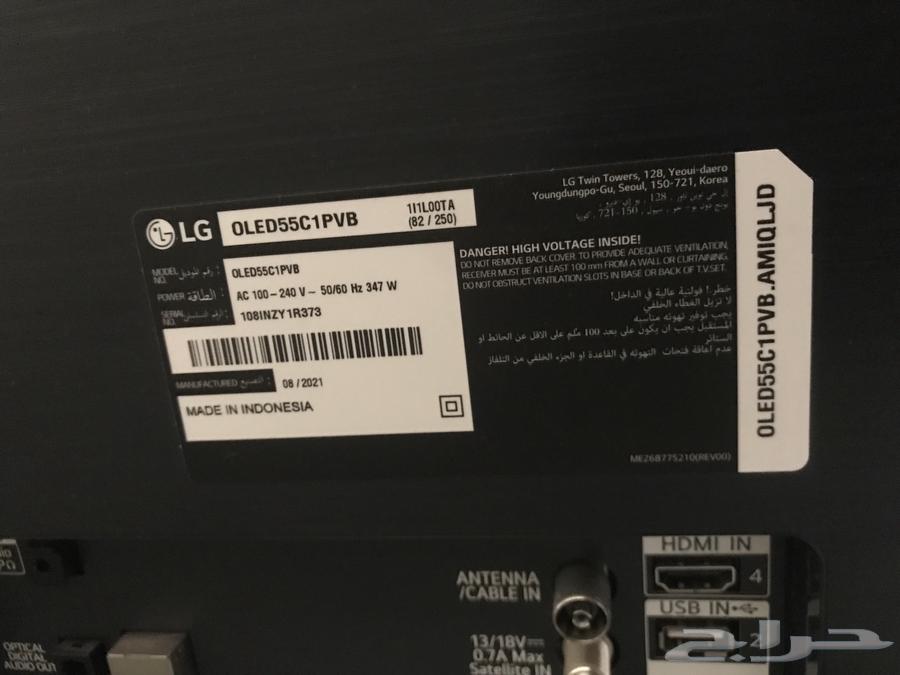 LG
OLED55C1PVB
1I1L00TA
(82 / 250)
LG Twin Towers, 128, Yeoui-daero
Youngdungpo-Gu, Seoul, 150-721, Korea
MODEL NO. رقم الموديل :
OLED55C1PVB
POWER الطاقة :
AC 100-240 V ~ 50/60 Hz 347 W
SERIAL NO. :
108INZY1R373
MANUFACTURED التصنيع :
08 / 2021
MADE IN INDONESIA
DANGER! HIGH VOLTAGE INSIDE!
DO NOT REMOVE BACK COVER. TO PROVIDE ADEQUATE VENTILATION,
RECEIVER MUST BE AT LEAST 100 mm FROM A WALL OR CURTAINING.
DO NOT OBSTRUCT VENTILATION SLOTS IN BASE OR BACK OF T.V.SET.
خطر! فولتية عالية في الداخل!
لا تزيل الغطاء الخلفي
يجب توفير تهوئه مناسبه
المستقبل يجب ان يكون على بعد 100 ملم على الاقل عن الحائط او
الستائر
عدم اعاقة فتحات التهوئه في القاعدة او الجزء الخلفي من التلفاز
MEZ68775210(REV00)
OLED55C1PVB.AMIQLJD
HDMI IN
4
ANTENNA
/CABLE IN
USB IN
2
13/18V
0.7A Max
Satellite IN
OPTICAL
DIGITAL
AUDIO OUT
حراج